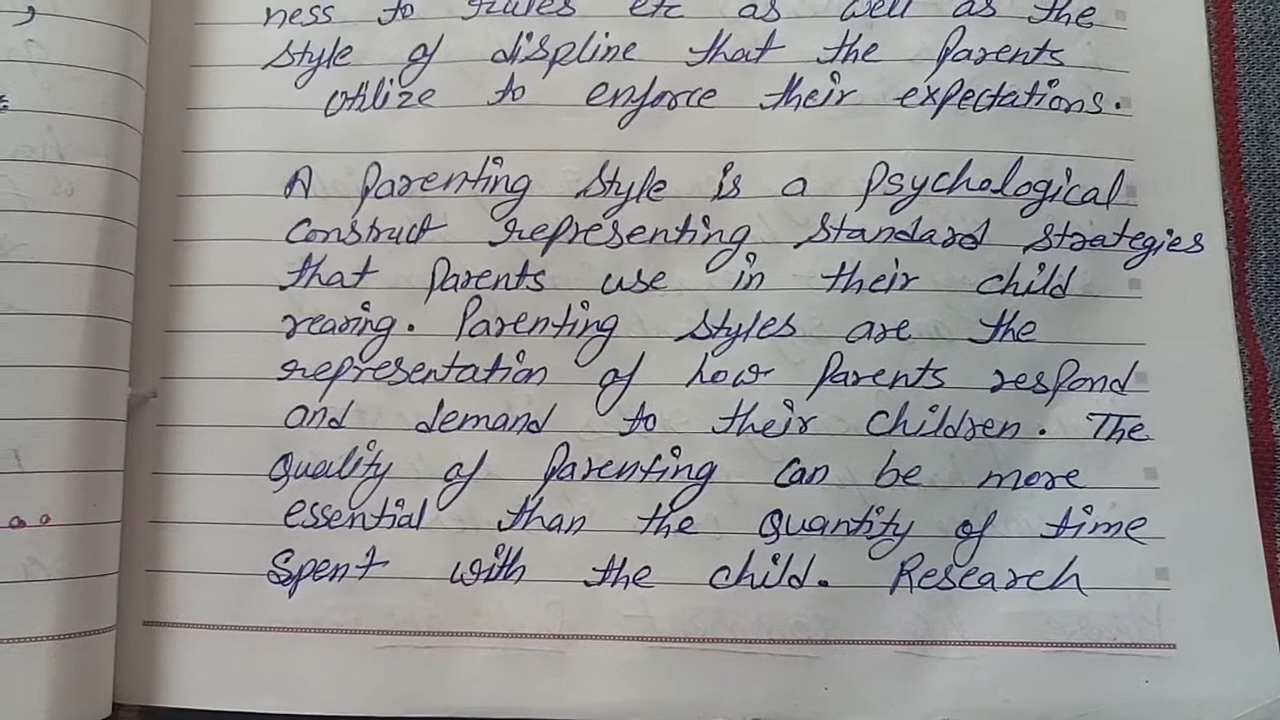 ness to rules etc as well as the
style of displine that the Parents
utilize to enforce their expectations.
A Parenting style is a Psychological
construct representing standard strategies
that Parents use in their child
rearing. Parenting styles are the
representation of how Parents respond
and demand to their children. The
Quality of Parenting can be more
essential than the Quantity of time
Spent with the child. Research